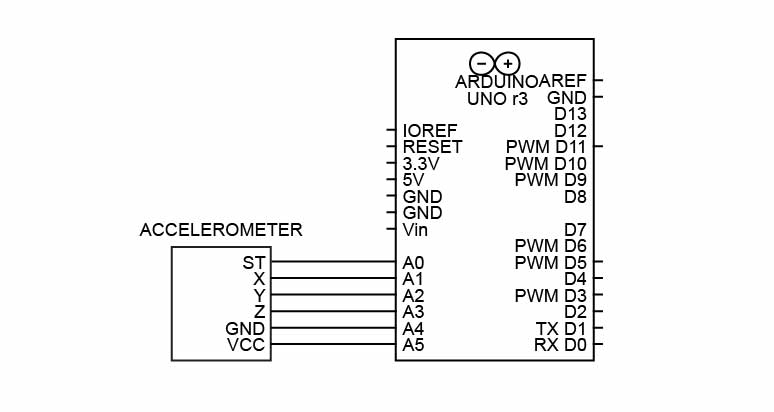 − +
ARDUINO AREF
UNO r3 GND
D13
IOREF D12
RESET PWM D11
3.3V PWM D10
5V PWM D9
GND D8
GND
Vin D7
ACCELEROMETER
PWM D6
ST A0 PWM D5
X A1 D4
Y A2 PWM D3
Z A3 D2
GND A4 TX D1
VCC A5 RX D0